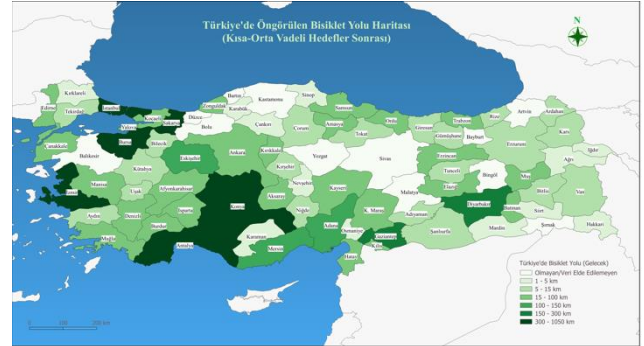 Türkiye'de Öngörülen Bisiklet Yolu Haritası
(Kısa-Orta Vadeli Hedefler Sonrası)
N
Kırklareli
Edirne
Tekirdağ
İstanbul
Kocaeli
Sakarya
Yalova
Düzce
Bolu
Zonguldak
Bartın
Karabük
Kastamonu
Sinop
Samsun
Çankırı
Çorum
Amasya
Tokat
Ordu
Giresun
Trabzon
Rize
Artvin
Ardahan
Gümüşhane
Bayburt
Erzurum
Kars
Iğdır
Ağrı
Çanakkale
Balıkesir
Bursa
Bilecik
Kütahya
Eskişehir
Ankara
Kırıkkale
Kırşehir
Yozgat
Sivas
Erzincan
Tunceli
Bingöl
Muş
Elazığ
Bitlis
Van
Manisa
İzmir
Uşak
Afyonkarahisar
Aksaray
Nevşehir
Kayseri
Malatya
Diyarbakır
Batman
Siirt
Şırnak
Hakkari
Aydın
Denizli
Isparta
Burdur
Konya
Niğde
K. Maraş
Adıyaman
Mardin
Şanlıurfa
Muğla
Antalya
Karaman
Mersin
Adana
Osmaniye
Gaziantep
Kilis
Hatay
Türkiye'de Bisiklet Yolu (Gelecek)
Olmayan/Veri Elde Edilemeyen
1 - 5 km
5 - 15 km
15 - 100 km
100 - 150 km
150 - 300 km
300 - 1050 km
0 100 200 km